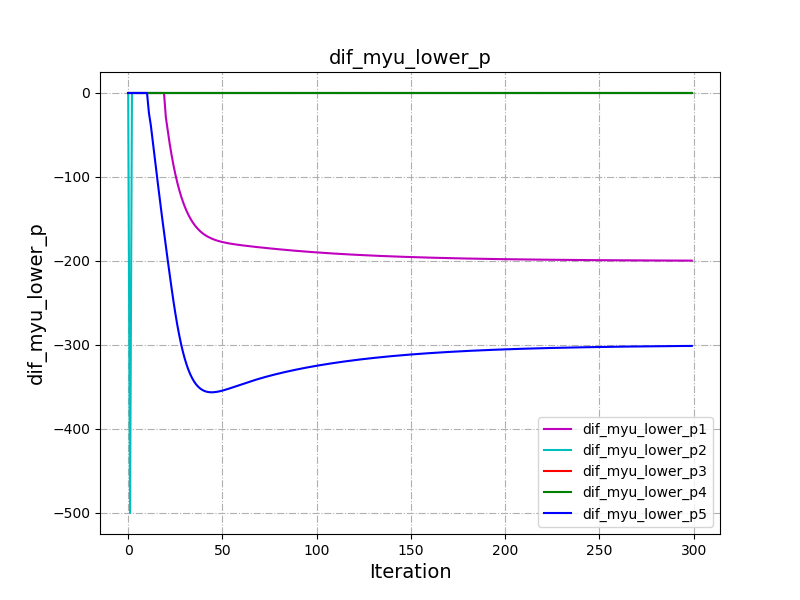 dif_myu_lower_p
dif_myu_lower_p
0
−100
−200
−300
−400
−500
0
50
100
150
200
250
300
Iteration
dif_myu_lower_p1
dif_myu_lower_p2
dif_myu_lower_p3
dif_myu_lower_p4
dif_myu_lower_p5